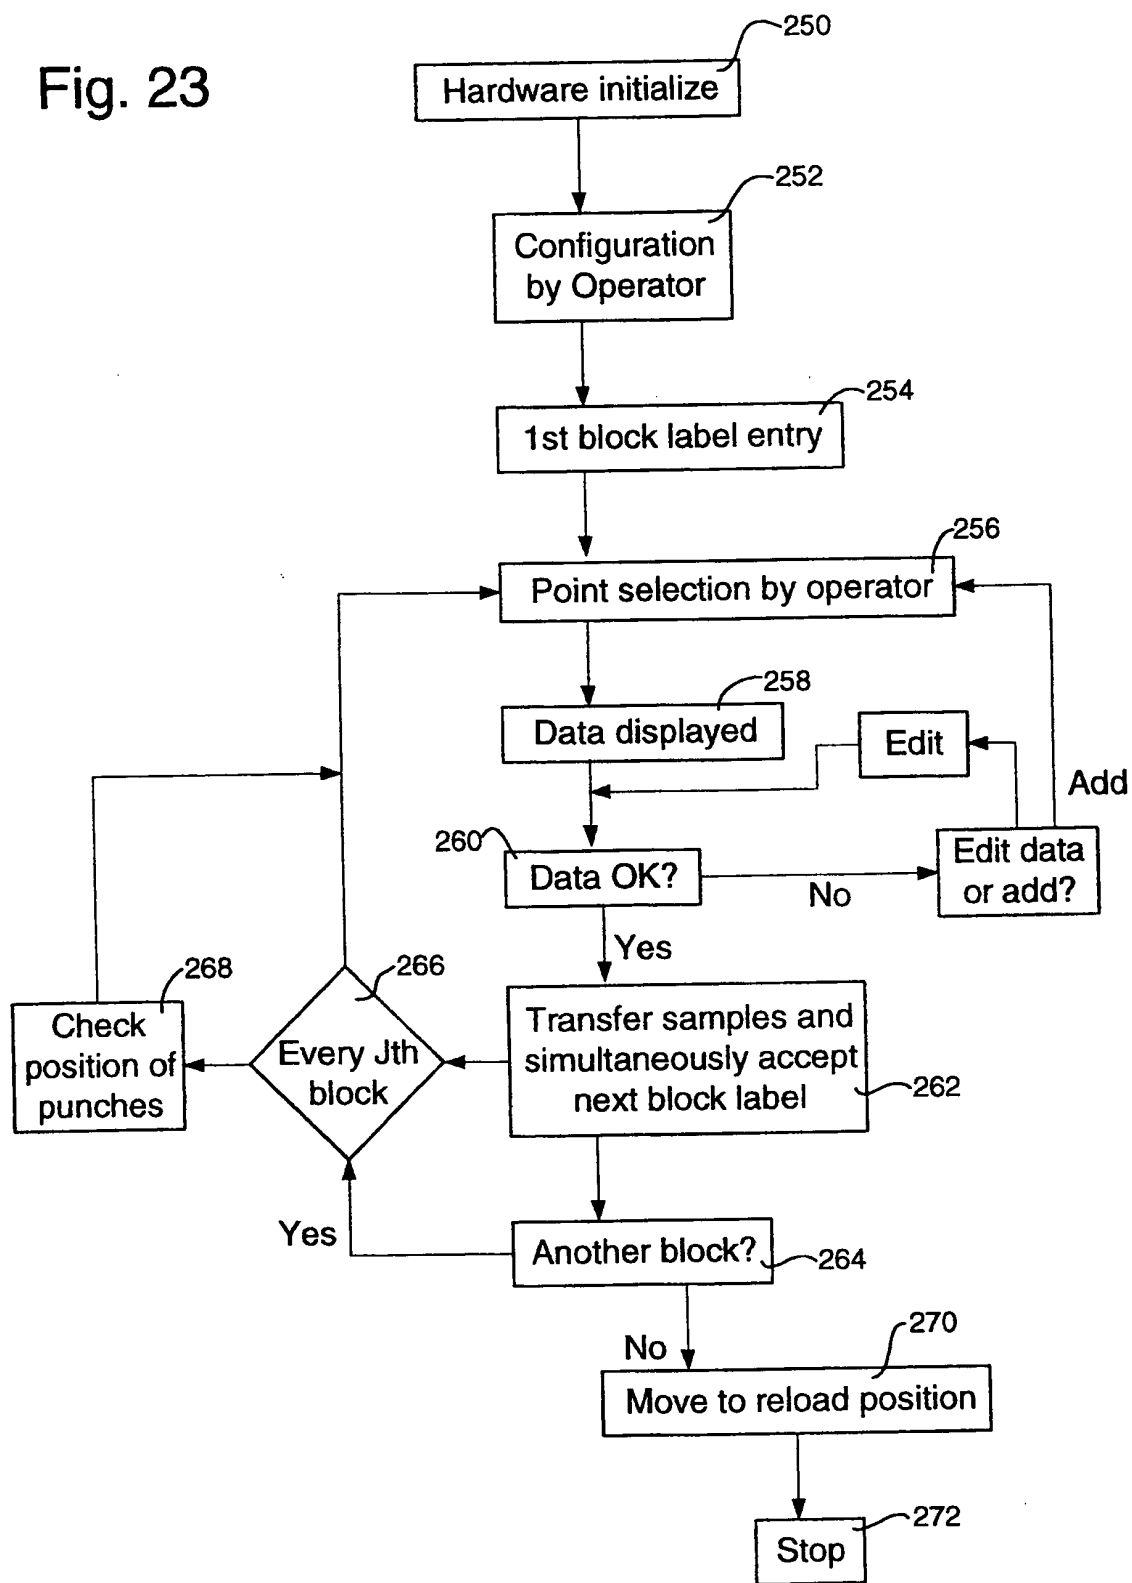 Fig. 23
250
Hardware initialize
252
Configuration
by Operator
254
1st block label entry
256
Point selection by operator
258
Data displayed
Edit
Add
260
Data OK?
No
Edit data
or add?
Yes
268
266
Check
position of
punches
Every Jth
block
Transfer samples and
simultaneously accept
next block label
262
Yes
Another block?
264
No
270
Move to reload position
272
Stop